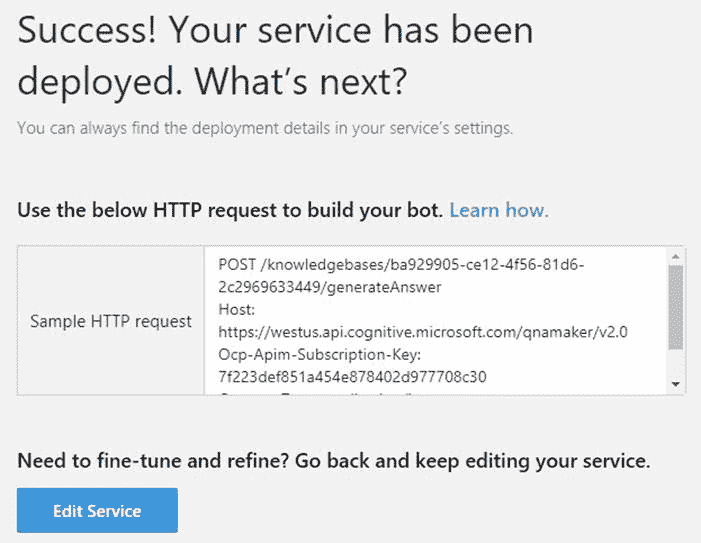 Success! Your service has been
deployed. What's next?
You can always find the deployment details in your service's settings.
Use the below HTTP request to build your bot. Learn how.
Sample HTTP request
POST /knowledgebases/ba929905-ce12-4f56-81d6-
2c2969633449/generateAnswer
Host:
https://westus.api.cognitive.microsoft.com/qnamaker/v2.0
Ocp-Apim-Subscription-Key:
7f223def851a454e878402d977708c30
Need to fine-tune and refine? Go back and keep editing your service.
Edit Service